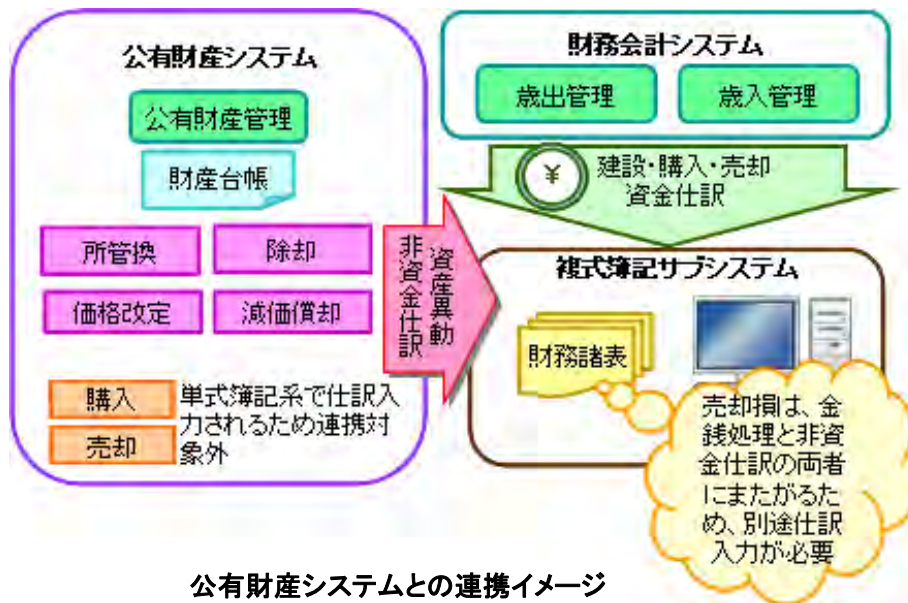 公有財産システム
公有財産管理
財産台帳
所管換
除却
価格改定
減価償却
購入
売却
単式簿記系で仕訳入
力されるため連携対
象外
資産異動
非資金仕訳
財務会計システム
歳出管理
歳入管理
¥
建設・購入・売却
資金仕訳
複式簿記サブシステム
財務諸表
売却損は、金
銭処理と非資
金仕訳の両者
にまたがるた
め、別途仕訳
入力が必要
公有財産システムとの連携イメージ